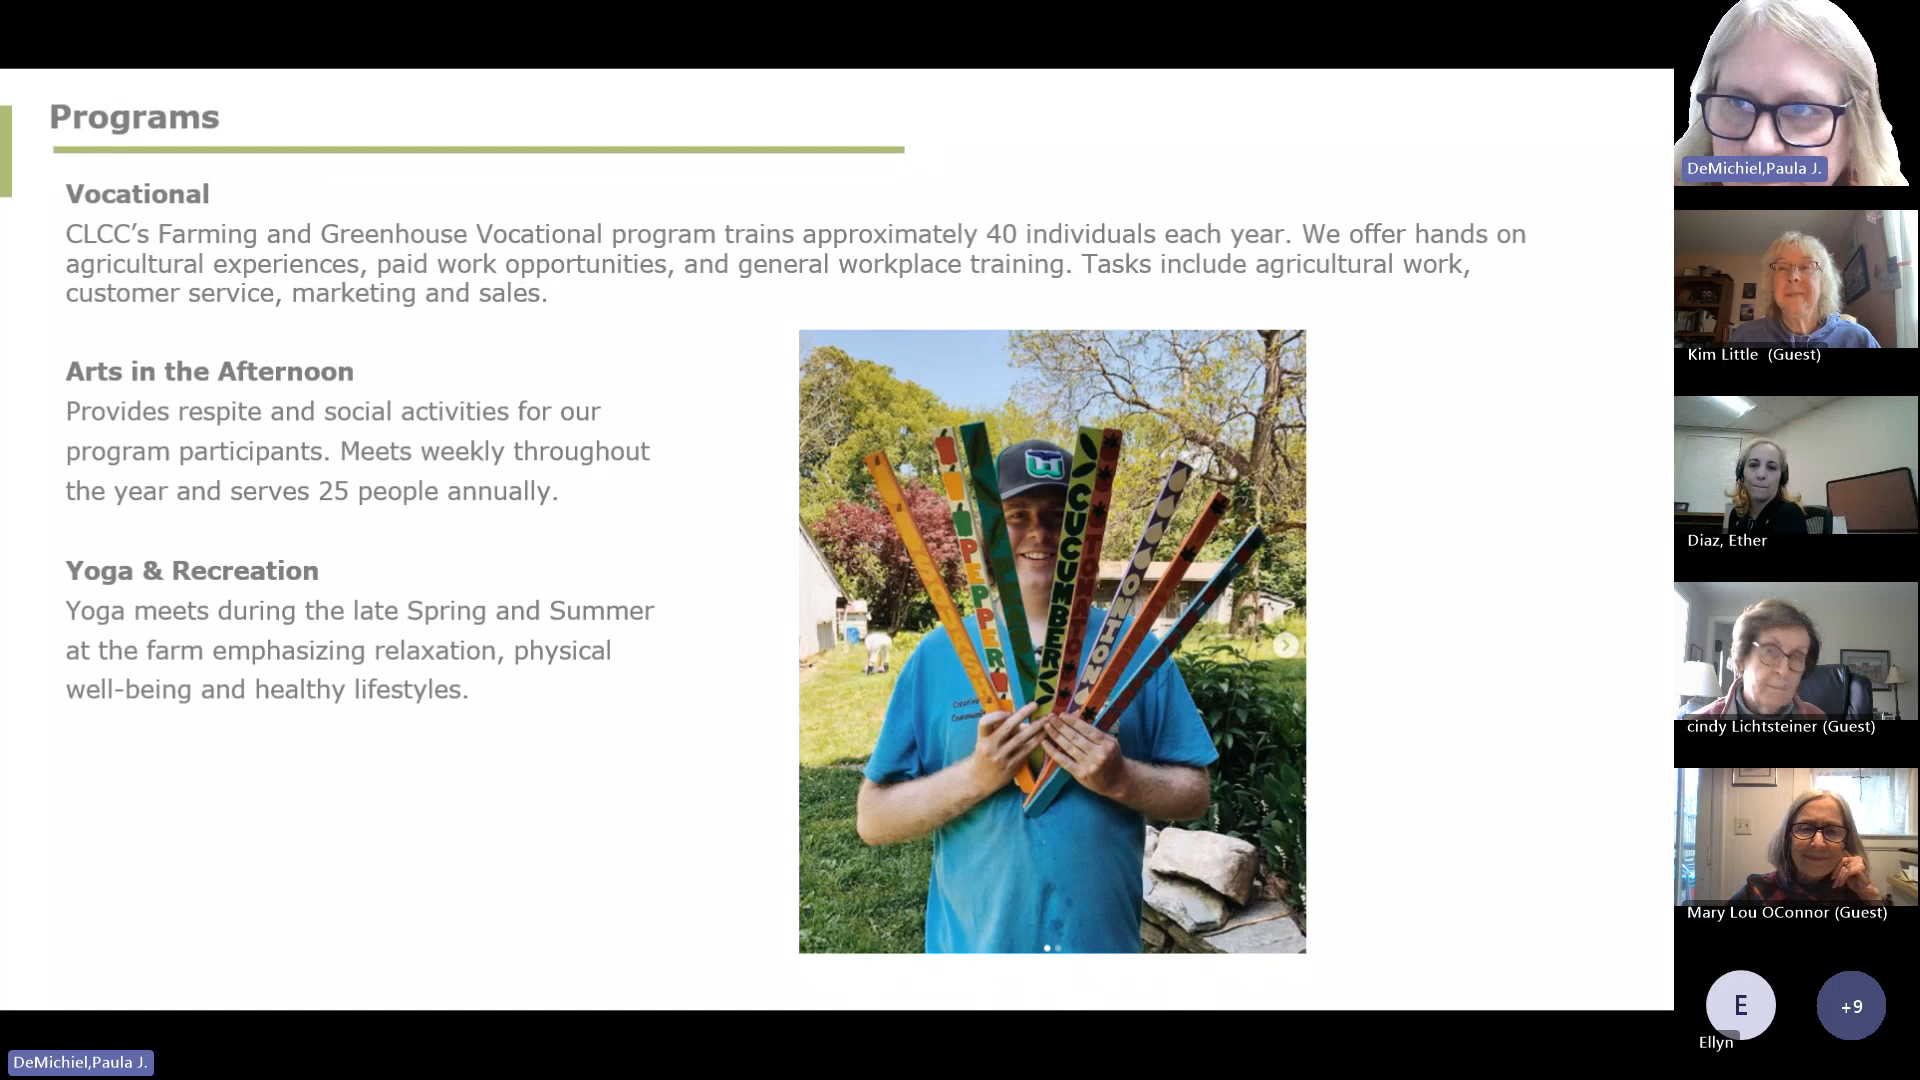 Programs
Vocational
CLCC’s Farming and Greenhouse Vocational program trains approximately 40 individuals each year. We offer hands on
agricultural experiences, paid work opportunities, and general workplace training. Tasks include agricultural work,
customer service, marketing and sales.
Arts in the Afternoon
Provides respite and social activities for our
program participants. Meets weekly throughout
the year and serves 25 people annually.
Yoga & Recreation
Yoga meets during the late Spring and Summer
at the farm emphasizing relaxation, physical
well-being and healthy lifestyles.
PEPPER
CUCUMBER
TOMATO
ONION
Creative
DeMichiel,Paula J.
Kim Little (Guest)
Diaz, Ether
cindy Lichtsteiner (Guest)
Mary Lou OConnor (Guest)
E
+9
Ellyn
DeMichiel,Paula J.